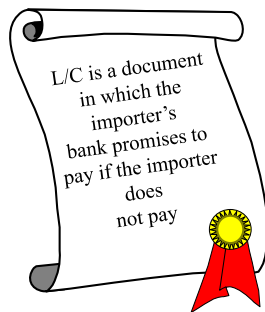 L/C is a document
in which the
importer's
bank promises to
pay if the importer
does
not pay